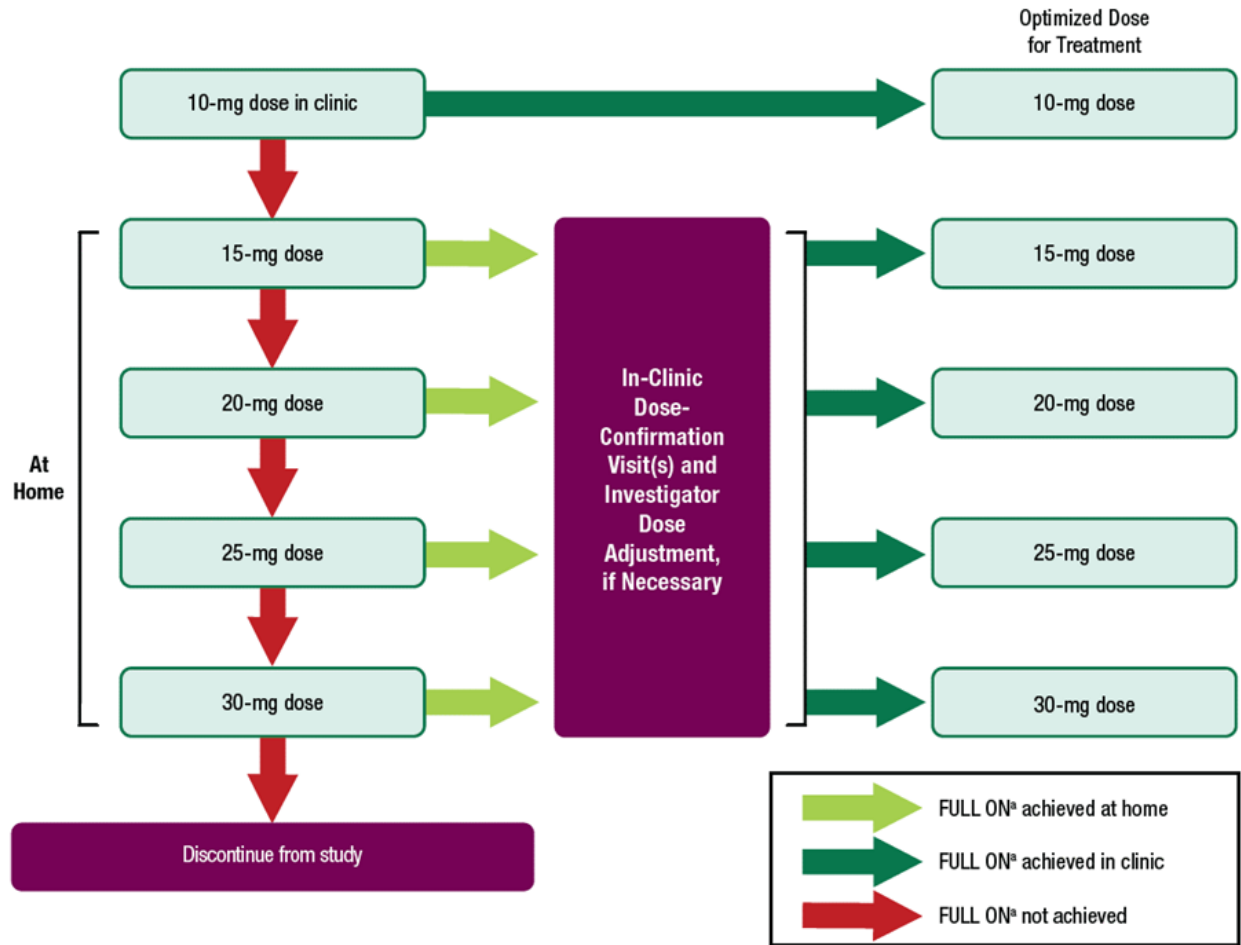 Optimized Dose
for Treatment
10-mg dose in clinic
10-mg dose
15-mg dose
15-mg dose
20-mg dose
20-mg dose
At
Home
In-Clinic
Dose-
Confirmation
Visit(s) and
Investigator
Dose
Adjustment,
if Necessary
25-mg dose
25-mg dose
30-mg dose
30-mg dose
Discontinue from study
FULL ONª achieved at home
FULL ONª achieved in clinic
FULL ONª not achieved